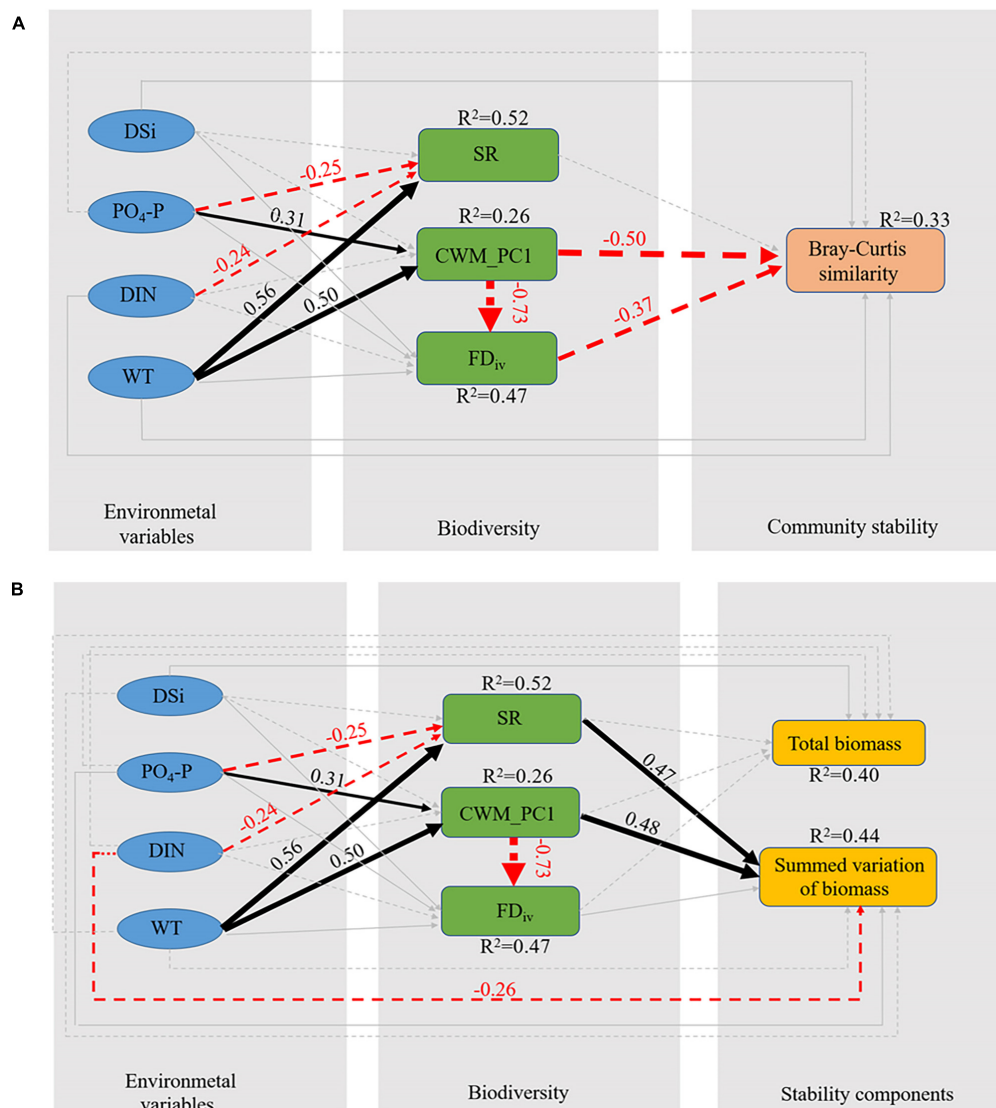 A
DSi
PO4-P
DIN
WT
-0.25
0.31
-0.24
0.56
0.50
R2=0.52
SR
R2=0.26
CWM_PC1
-0.73
FDiv
R2=0.47
-0.50
-0.37
R2=0.33
Bray-Curtis
similarity
Environmetal
variables
Biodiversity
Community stability
B
DSi
PO4-P
DIN
WT
-0.25
0.31
-0.24
0.56
0.50
R2=0.52
SR
R2=0.26
CWM_PC1
-0.73
FDiv
R2=0.47
0.47
0.48
-0.26
Total biomass
R2=0.40
R2=0.44
Summed variation
of biomass
Environmetal
variables
Biodiversity
Stability components